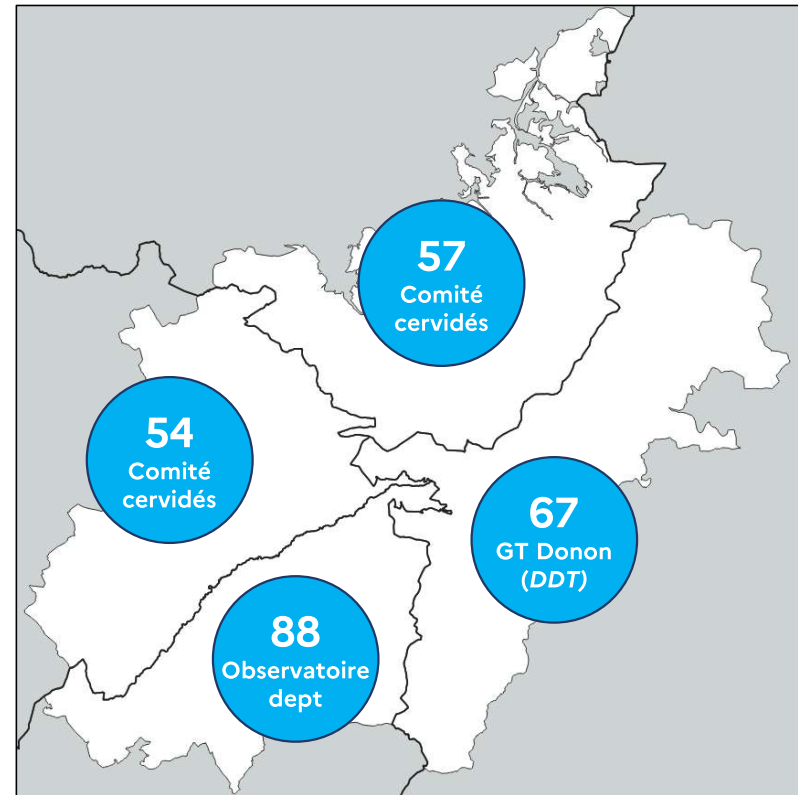 57
Comité
cervidés
54
Comité
cervidés
67
GT Donon
(DDT)
88
Observatoire
dept